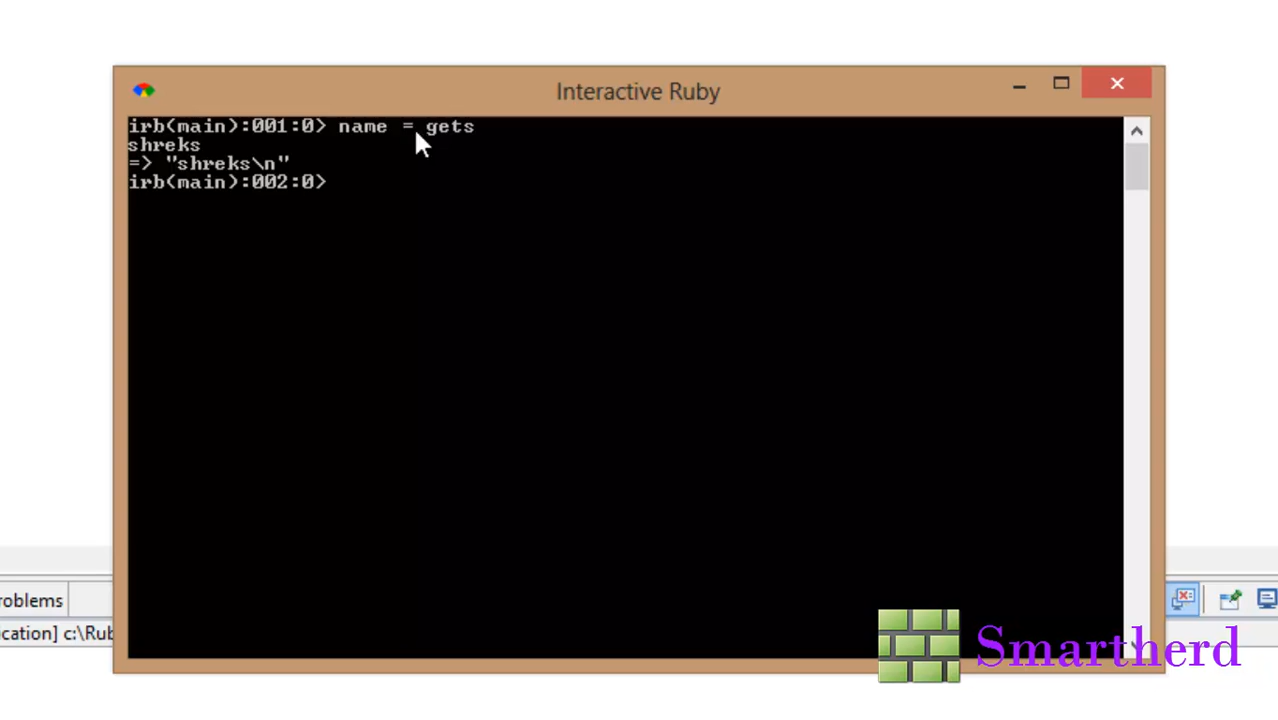 Interactive Ruby
irb(main):001:0> name = gets
shreks
=> "shreks\n"
irb(main):002:0>
roblems
cation] c:\Rub
Smartherd